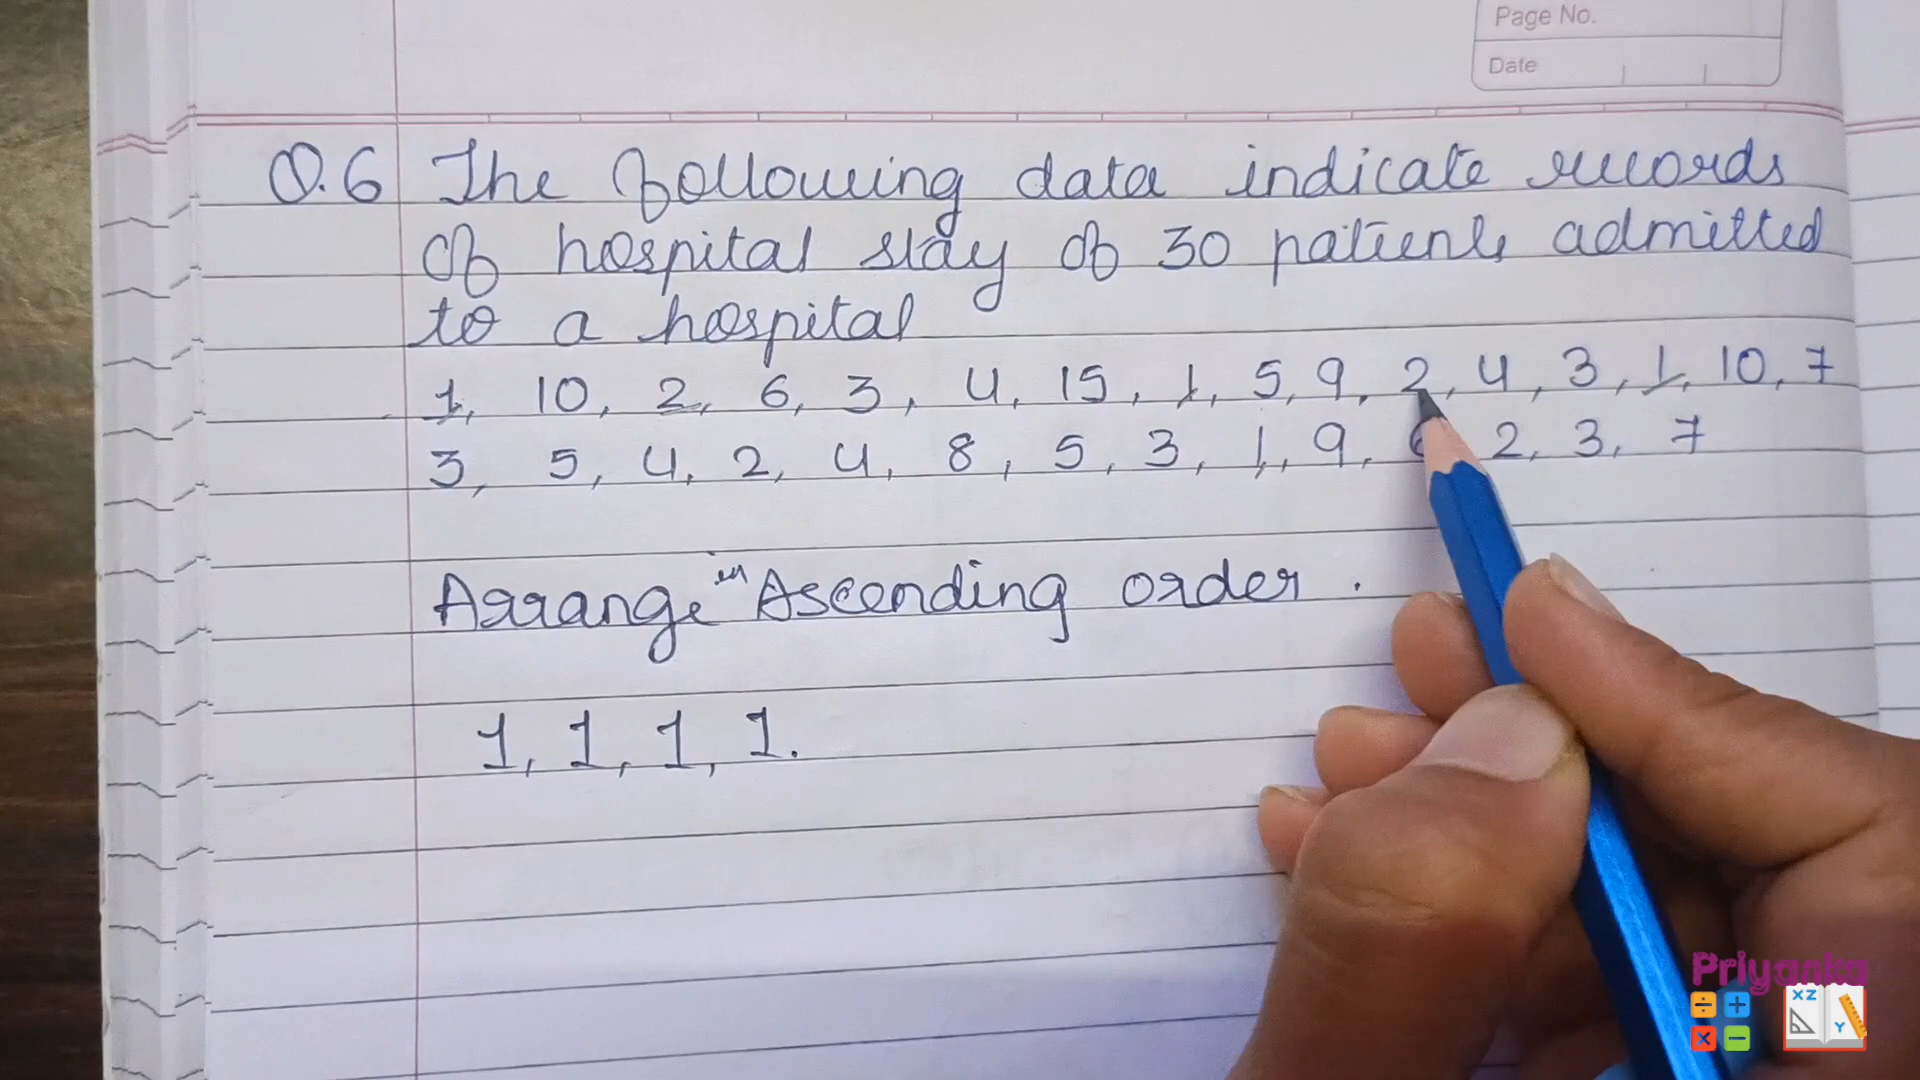 Page No.
Date
Q.6 The following data indicate records
of hospital stay of 30 patients admitted
to a hospital
1, 10, 2, 6, 3, 4, 15, 1, 5, 9, 2, 4, 3, 1, 10, 7
3, 5, 4, 2, 4, 8, 5, 3, 1, 9, 6 2, 3, 7
Arrange in Ascending order .
1, 1, 1, 1.
Priyanka
XZ
Y